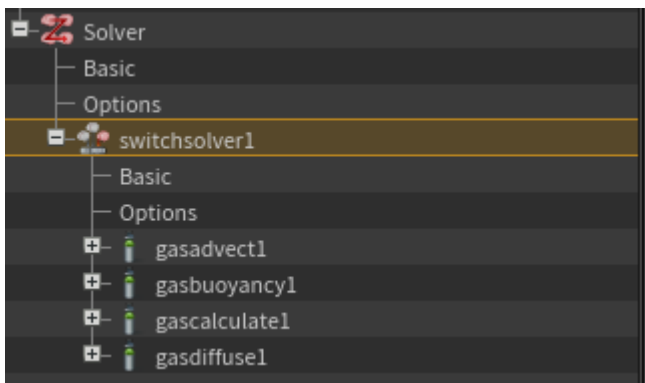 Solver
Basic
Options
switchsolver1
Basic
Options
gasadvect1
gasbuoyancy1
gascalculate1
gasdiffuse1